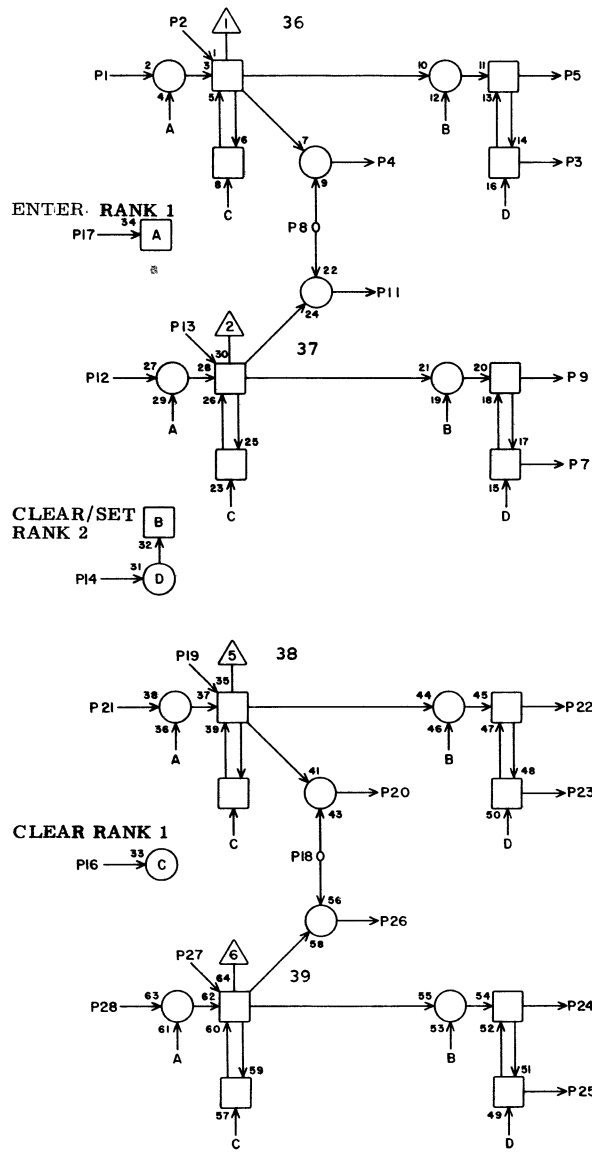 P2 1 36
1
P1 2 3 10 11 P5
4 5 12 13
A 6 7 B 14
8 9 P4 16 P3
C D
ENTER RANK 1
34
P17 A
P8
22
24 P11
2
P13 30 37
P12 27 28 21 20 P9
29 26 19 18
A 25 B 17
23 P7
15
C D
CLEAR/SET B
RANK 2 32
31
P14 D
5 38
P19 35
P21 38 37 44 45 P22
36 39 46 47
A 41 B 48
43 P20 50 P23
C D
CLEAR RANK 1
33
P16 C
P18
56
58 P26
6
P27 64 39
P28 63 62 55 54 P24
61 60 53 52
A 59 B 51
57 49 P25
C D